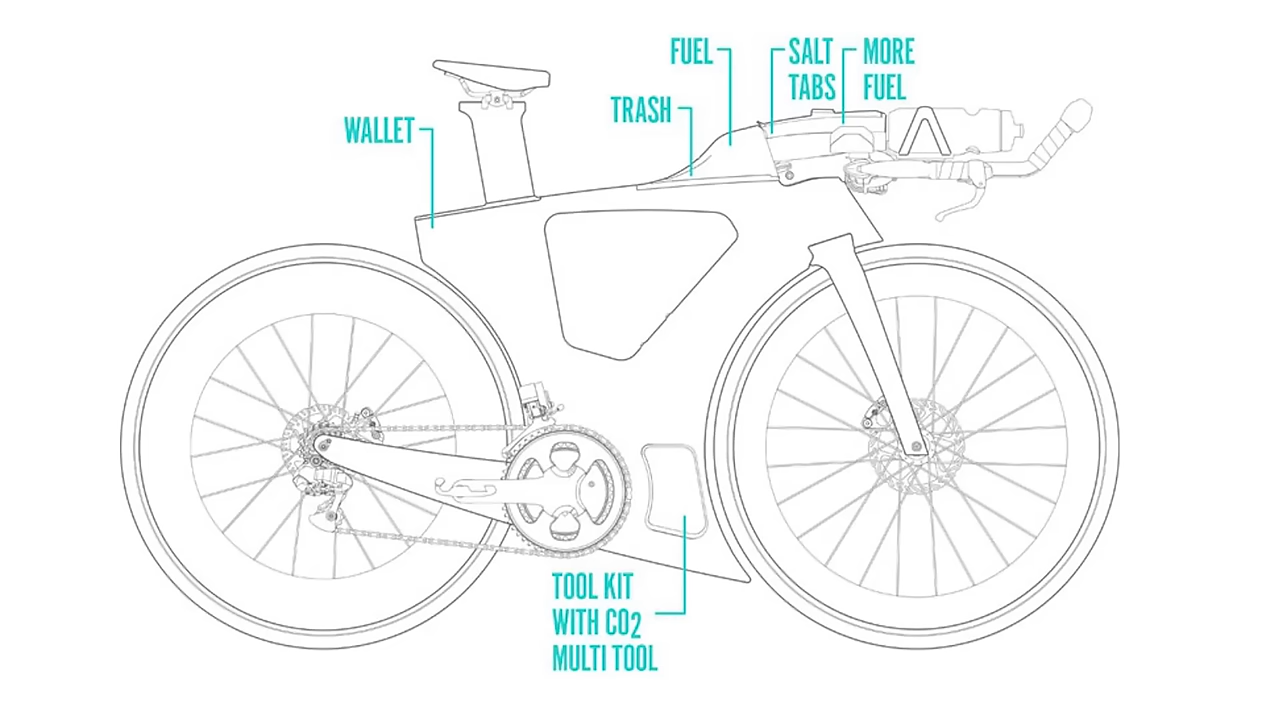 FUEL
SALT
TABS
MORE
FUEL
TRASH
WALLET
TOOL KIT
WITH CO2
MULTI TOOL